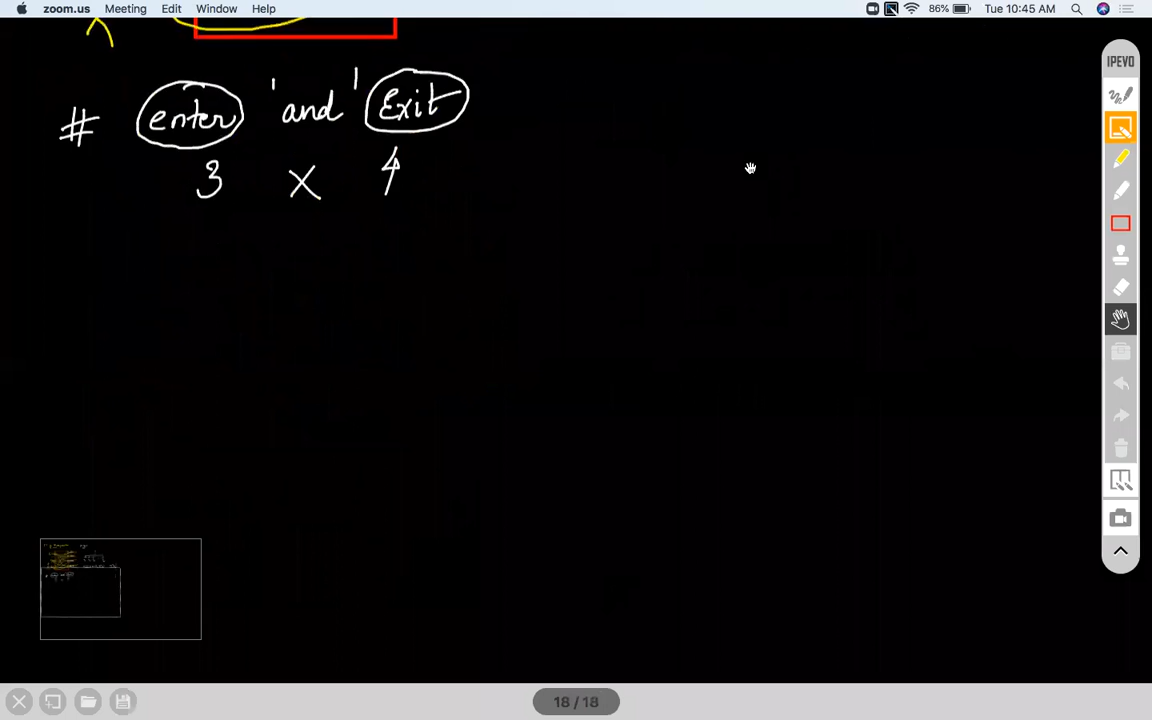 zoom.us Meeting Edit Window Help 86% Tue 10:45 AM
IPEVO
# enter 'and' Exit
3 X 4
18 / 18